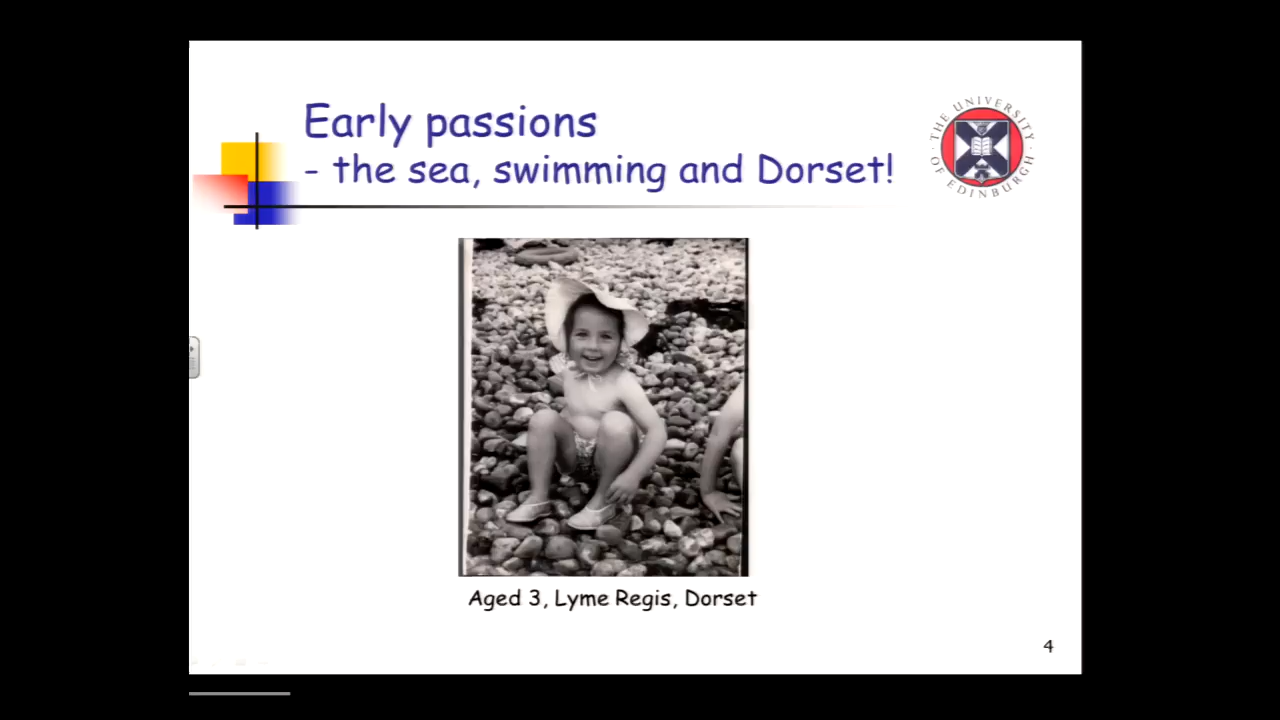 Early passions
- the sea, swimming and Dorset!
THE UNIVERSITY
OF EDINBURGH
Aged 3, Lyme Regis, Dorset
4